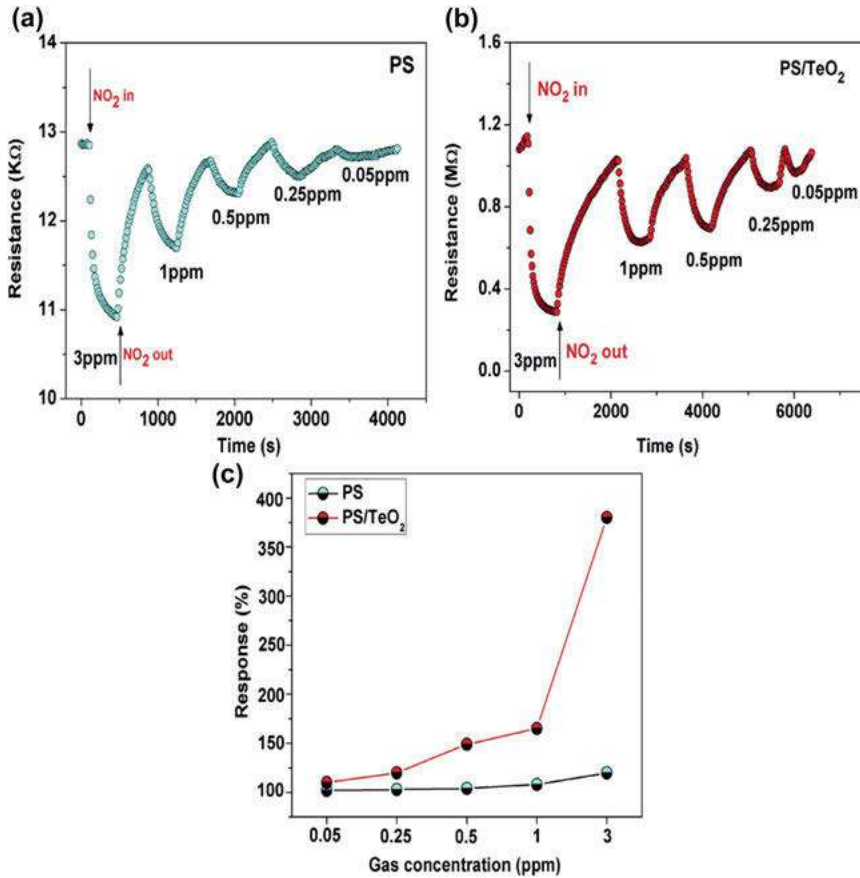 (a)
14
13
12
11
10
Resistance (KΩ)
PS
NO2 in
3ppm
NO2 out
1ppm
0.5ppm
0.25ppm
0.05ppm
0
1000
2000
3000
4000
Time (s)
(b)
1.6
1.2
0.8
0.4
0.0
Resistance (MΩ)
PS/TeO2
NO2 in
3ppm
NO2 out
1ppm
0.5ppm
0.25ppm
0.05ppm
0
2000
4000
6000
Time (s)
(c)
400
350
300
250
200
150
100
Response (%)
PS
PS/TeO2
0.05
0.25
0.5
1
3
Gas concentration (ppm)